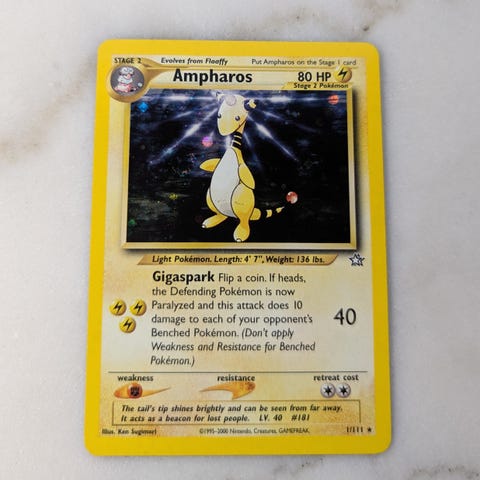 STAGE 2 Evolves from Flaaffy Put Ampharos on the Stage 1 card
Ampharos 80 HP
Stage 2 Pokémon
Light Pokémon. Length: 4' 7", Weight: 136 lbs.
Gigaspark Flip a coin. If heads,
the Defending Pokémon is now
Paralyzed and this attack does 10
damage to each of your opponent's
Benched Pokémon. (Don't apply
Weakness and Resistance for Benched
Pokémon.)
40
weakness resistance retreat cost
The tail's tip shines brightly and can be seen from far away.
It acts as a beacon for lost people. LV. 40 #181
Illus. Ken Sugimori ©1995-2000 Nintendo, Creatures, GAMEFREAK. 1/111